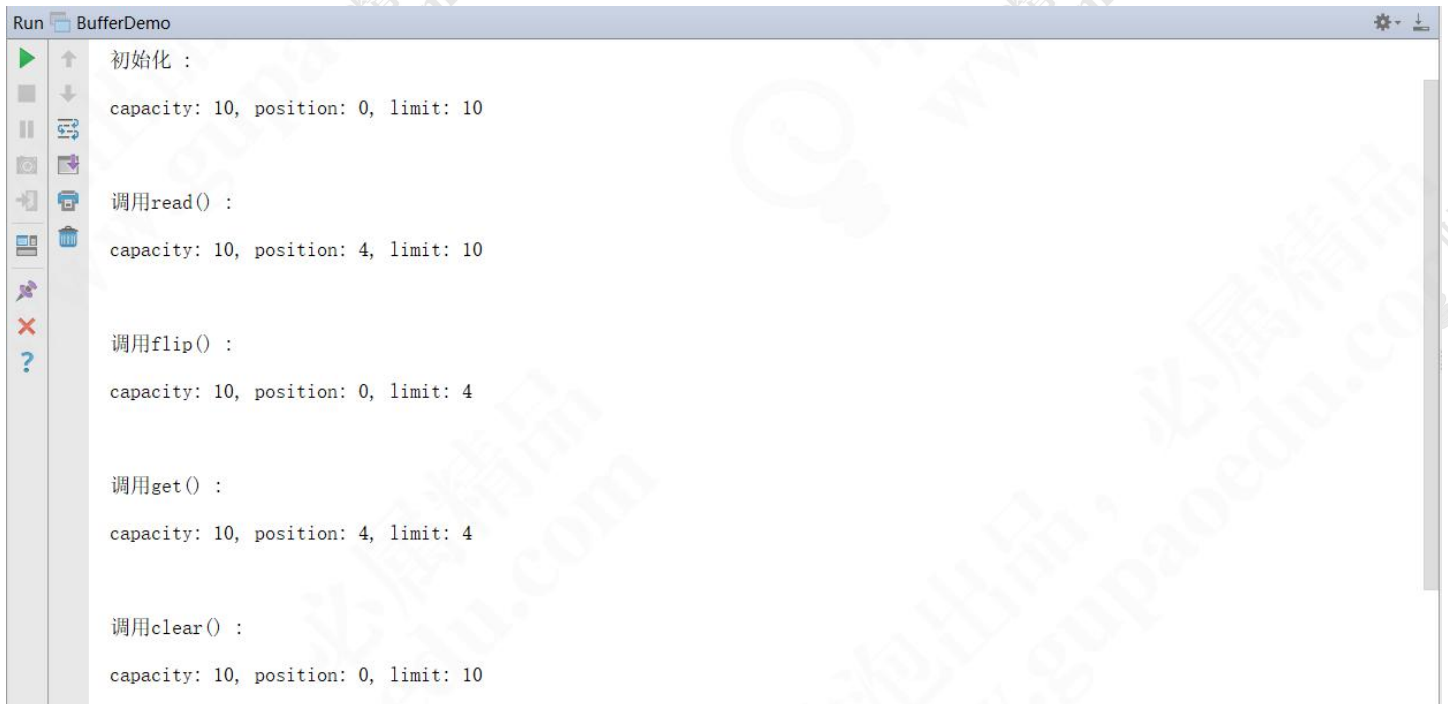 Run BufferDemo
初始化 :
capacity: 10, position: 0, limit: 10
调用read() :
capacity: 10, position: 4, limit: 10
调用flip() :
capacity: 10, position: 0, limit: 4
调用get() :
capacity: 10, position: 4, limit: 4
调用clear() :
capacity: 10, position: 0, limit: 10